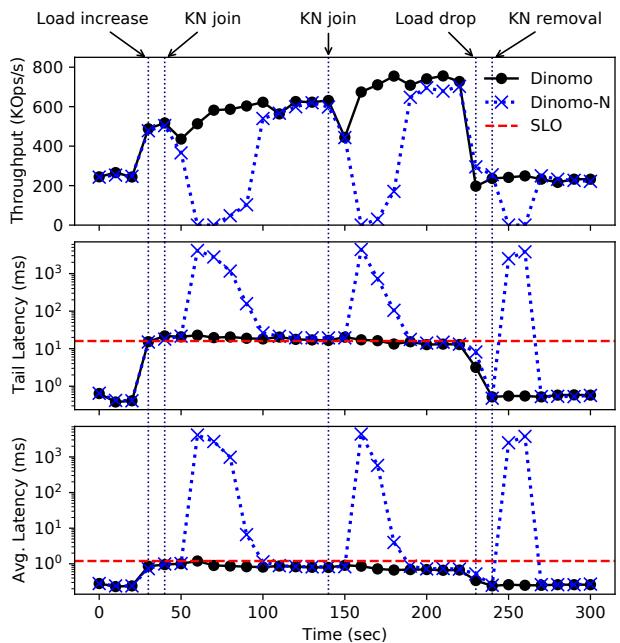 Load increase KN join KN join Load drop KN removal
Throughput (KOps/s)
800
600
400
200
0
Dinomo
Dinomo-N
SLO
Tail Latency (ms)
10³
10²
10¹
10⁰
Avg. Latency (ms)
10³
10²
10¹
10⁰
0 50 100 150 200 250 300
Time (sec)